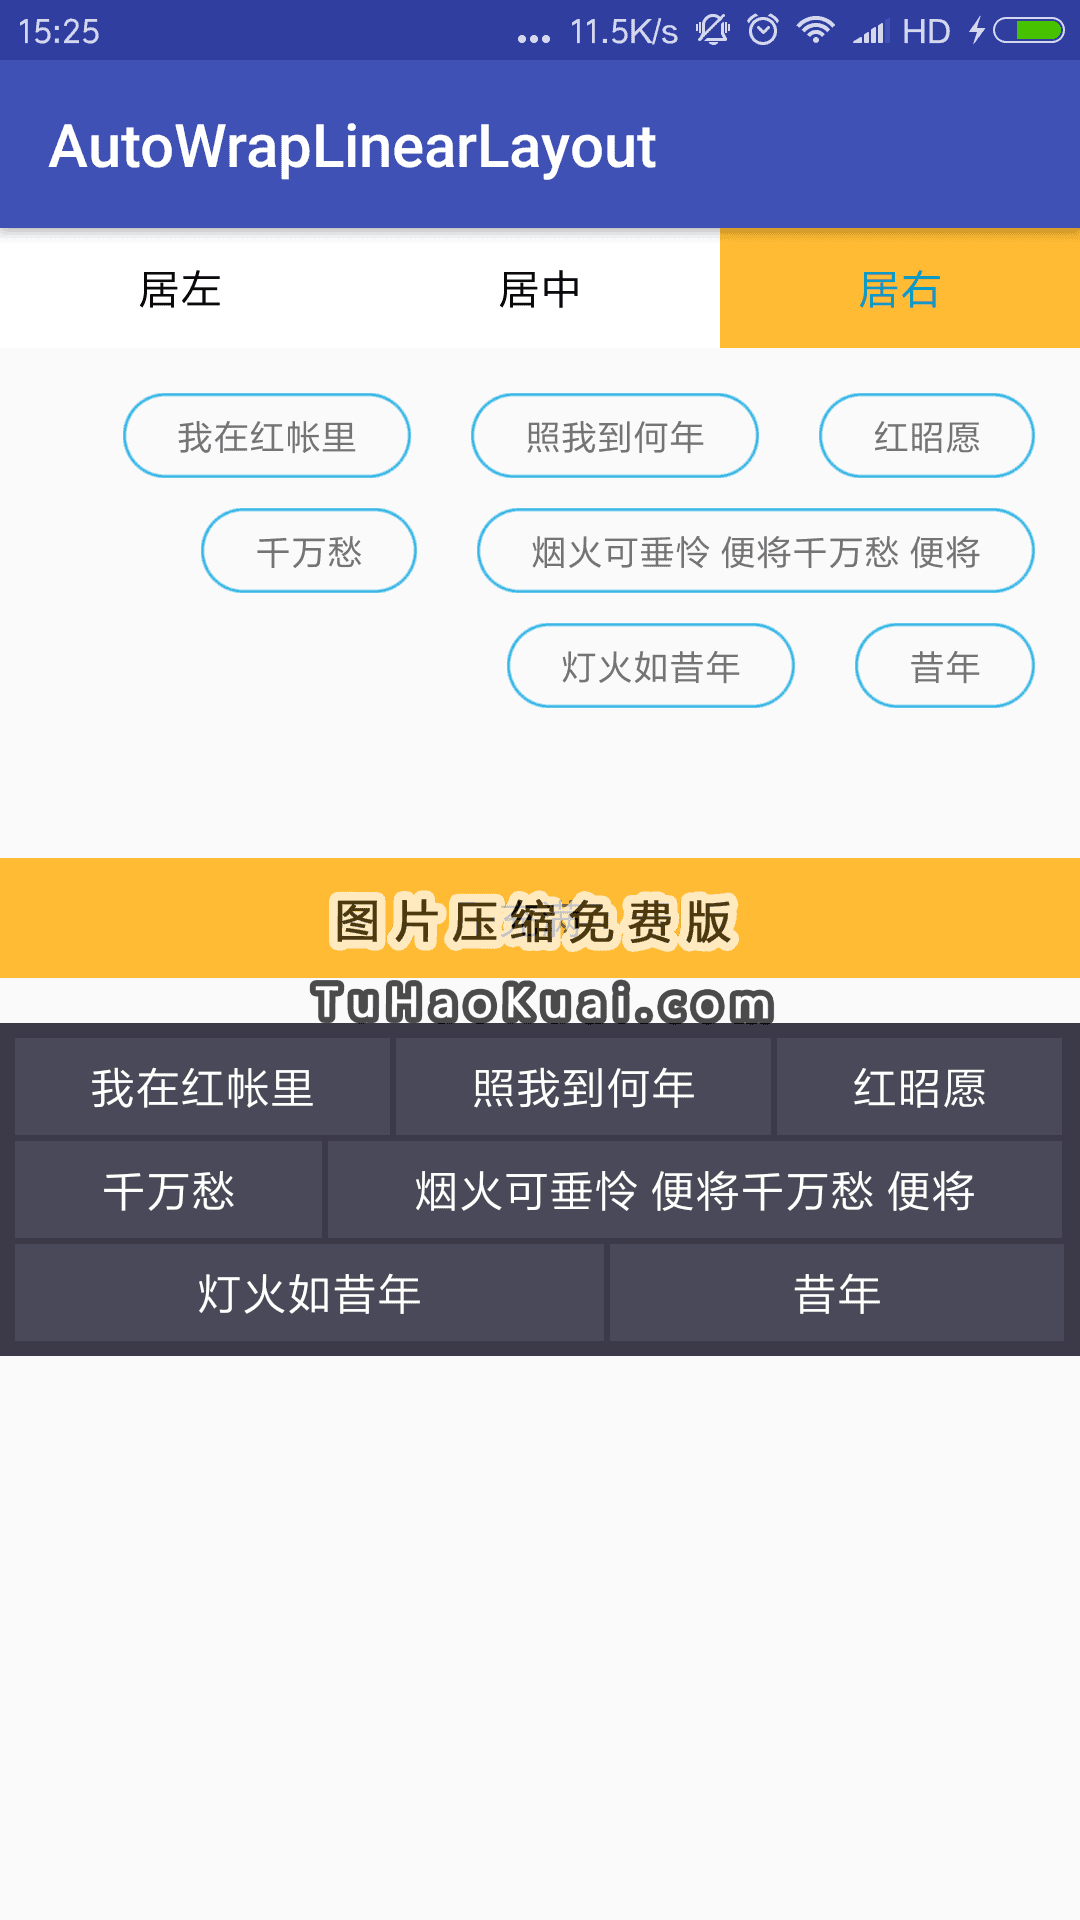 15:25 ... 11.5K/s HD
AutoWrapLinearLayout
居左 居中 居右
我在红帐里 照我到何年 红昭愿
千万愁 烟火可垂怜 便将千万愁 便将
灯火如昔年 昔年
图片压缩免费版
TuHaoKuai.com
我在红帐里 照我到何年 红昭愿
千万愁 烟火可垂怜 便将千万愁 便将
灯火如昔年 昔年